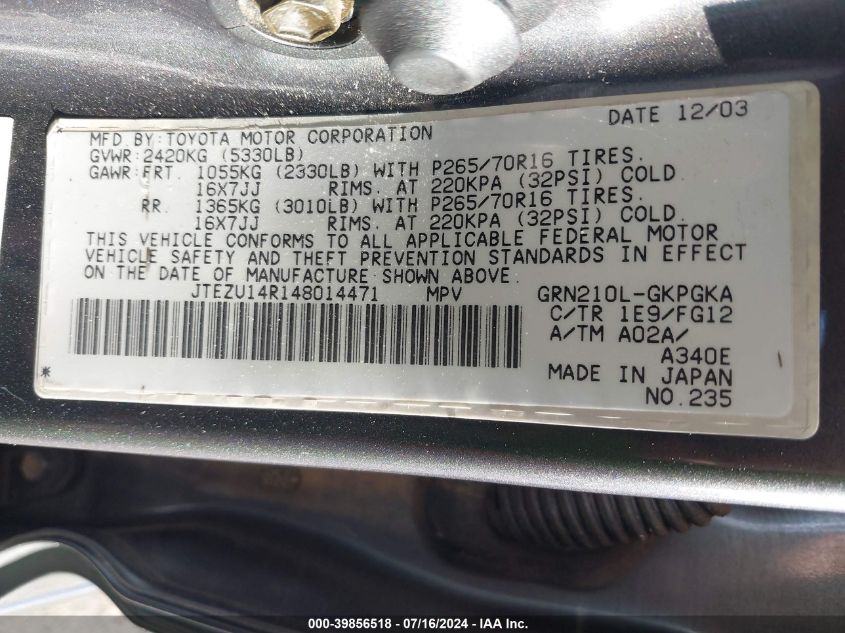 DATE 12/03
MFD.BY:TOYOTA MOTOR CORPORATION
GVWR:2420KG (5330LB)
GAWR:FRT. 1055KG (2330LB) WITH P265/70R16 TIRES.
16X7JJ RIMS. AT 220KPA (32PSI) COLD.
RR. 1365KG (3010LB) WITH P265/70R16 TIRES.
16X7JJ RIMS. AT 220KPA (32PSI) COLD.
THIS VEHICLE CONFORMS TO ALL APPLICABLE FEDERAL MOTOR
VEHICLE SAFETY AND THEFT PREVENTION STANDARDS IN EFFECT
ON THE DATE OF MANUFACTURE SHOWN ABOVE.
JTEZU14R148014471 MPV GRN210L-GKPGKA
C/TR 1E9/FG12
A/TM A02A/
A340E
MADE IN JAPAN
NO.235
000-39856518 - 07/16/2024 - IAA Inc.